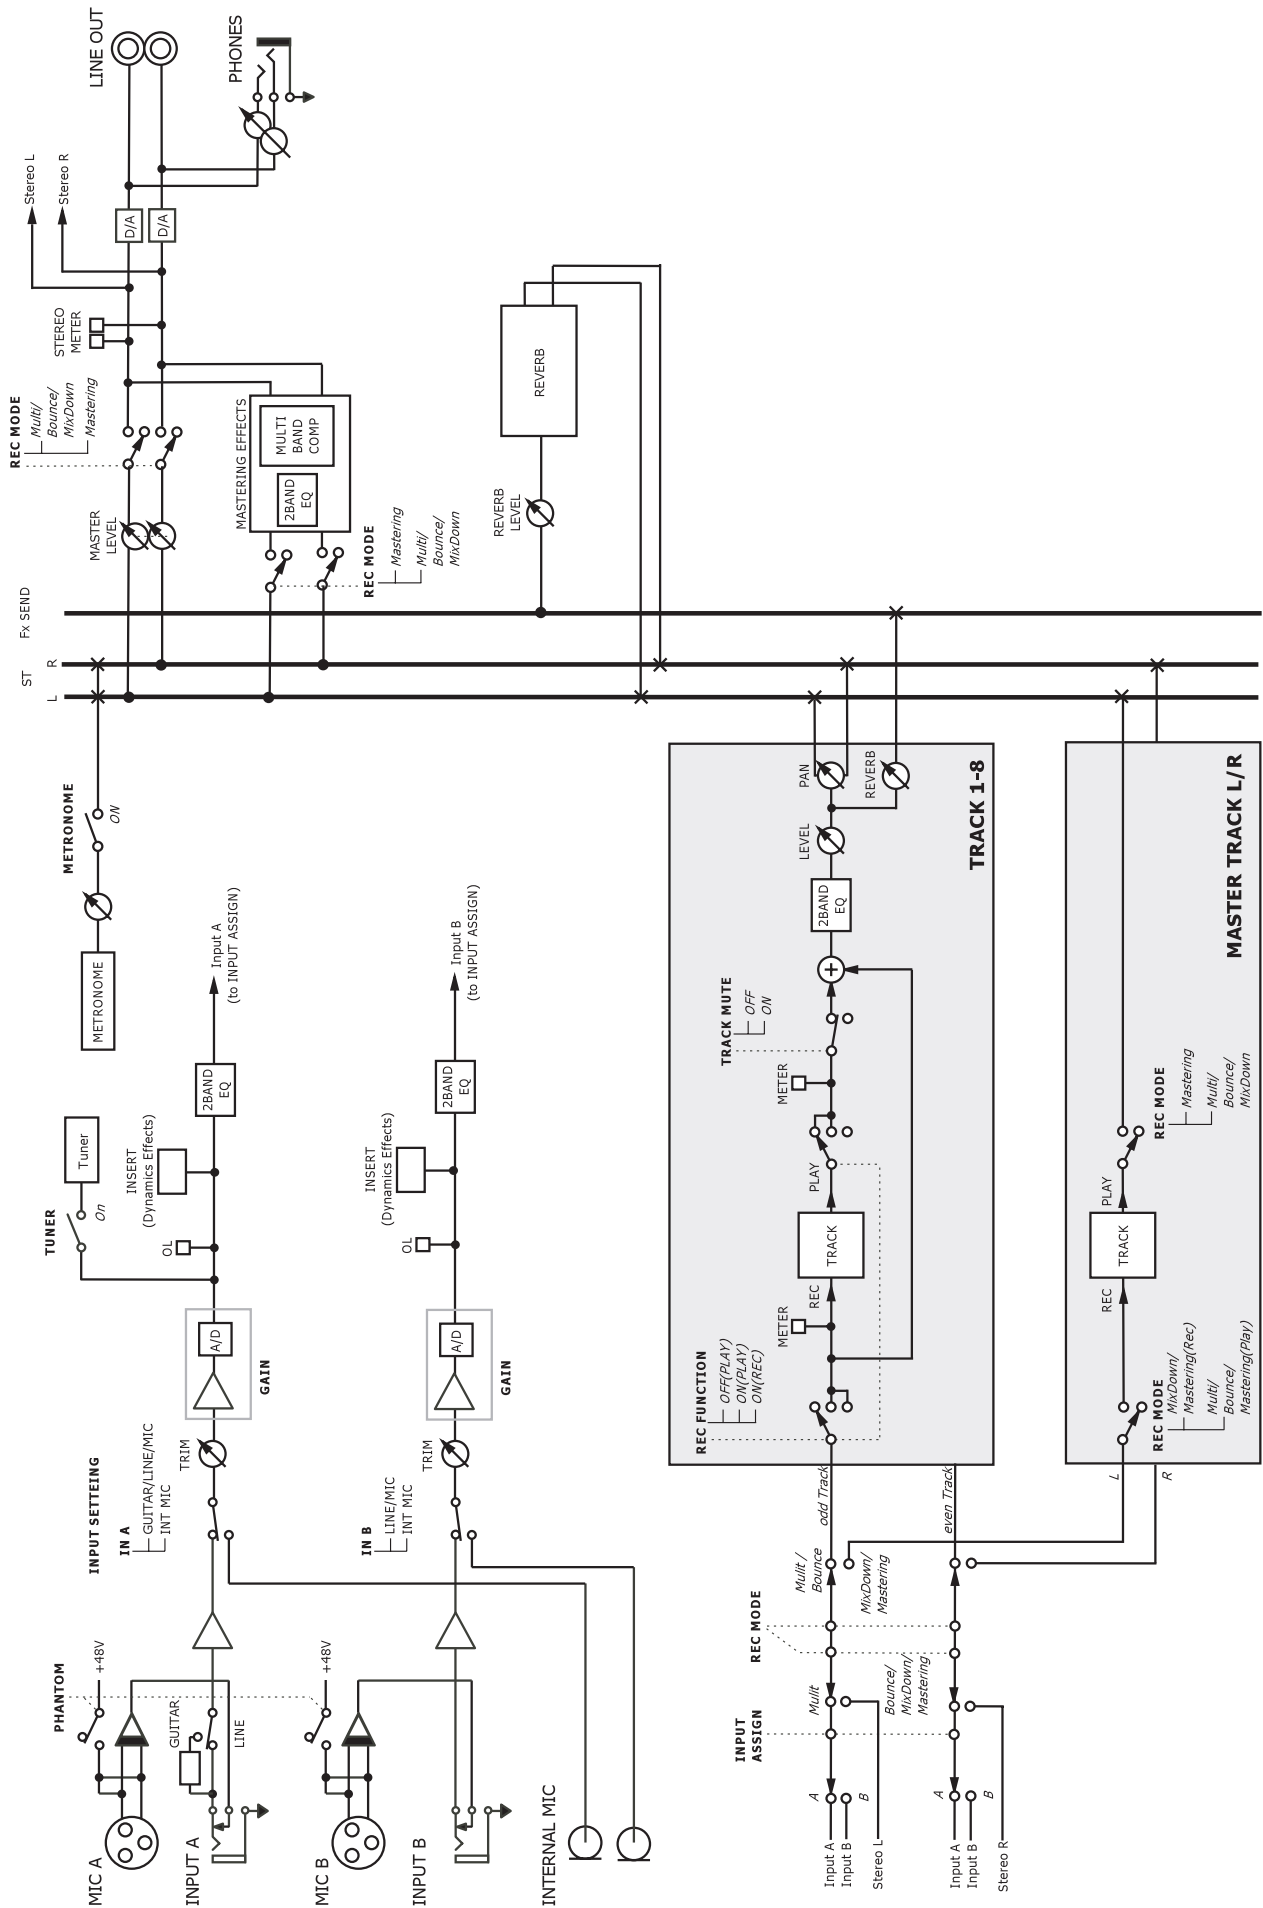 MIC A
INPUT A
MIC B
INPUT B
INTERNAL MIC
PHANTOM
+48V
GUITAR
LINE
+48V
INPUT SETTEEING
IN A
GUITAR/LINE/MIC
INT MIC
TRIM
IN B
LINE/MIC
INT MIC
TRIM
A/D
GAIN
A/D
GAIN
TUNER
On
Tuner
OL
INSERT
(Dynamics Effects)
2BAND
EQ
Input A
(to INPUT ASSIGN)
OL
INSERT
(Dynamics Effects)
2BAND
EQ
Input B
(to INPUT ASSIGN)
METRONOME
METRONOME
ON
L
ST
R
Fx SEND
MASTER
LEVEL
REC MODE
Multi/
Bounce/
MixDown
Mastering
STEREO
METER
Stereo L
Stereo R
D/A
D/A
LINE OUT
PHONES
MASTERING EFFECTS
2BAND
EQ
MULTI
BAND
COMP
REC MODE
Mastering
Multi/
Bounce/
MixDown
REVERB
LEVEL
REVERB
Input A
Input B
Stereo L
A
B
INPUT
ASSIGN
Mulit
Bounce/
MixDown/
Mastering
REC MODE
Mulit /
Bounce
MixDown/
Mastering
Input A
Input B
Stereo R
A
B
odd Track
even Track
REC FUNCTION
OFF(PLAY)
ON(PLAY)
ON(REC)
METER
REC
TRACK
PLAY
METER
TRACK MUTE
OFF
ON
2BAND
EQ
LEVEL
PAN
REVERB
TRACK 1-8
L
R
REC MODE
MixDown/
Mastering(Rec)
Multi/
Bounce/
Mastering(Play)
REC
TRACK
PLAY
REC MODE
Mastering
Multi/
Bounce/
MixDown
MASTER TRACK L/R